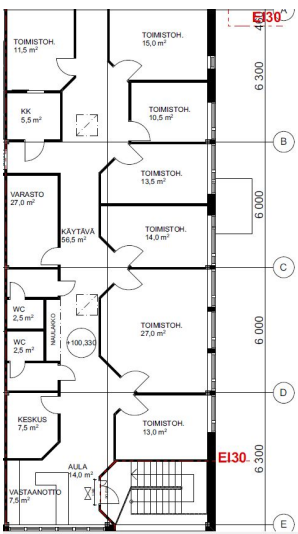 EI30
A
TOIMISTOH.
11,5 m²
TOIMISTOH.
15,0 m²
6 300
KK
5,5 m²
TOIMISTOH.
10,5 m²
B
TOIMISTOH.
13,5 m²
VARASTO
27,0 m²
6 000
KÄYTÄVÄ
56,5 m²
TOIMISTOH.
14,0 m²
C
WC
2,5 m²
NAULAKKO
TOIMISTOH.
27,0 m²
6 000
+100,330
WC
2,5 m²
D
KESKUS
7,5 m²
TOIMISTOH.
13,0 m²
EI30
6 300
AULA
14,0 m²
VASTAANOTTO
7,5 m²
E